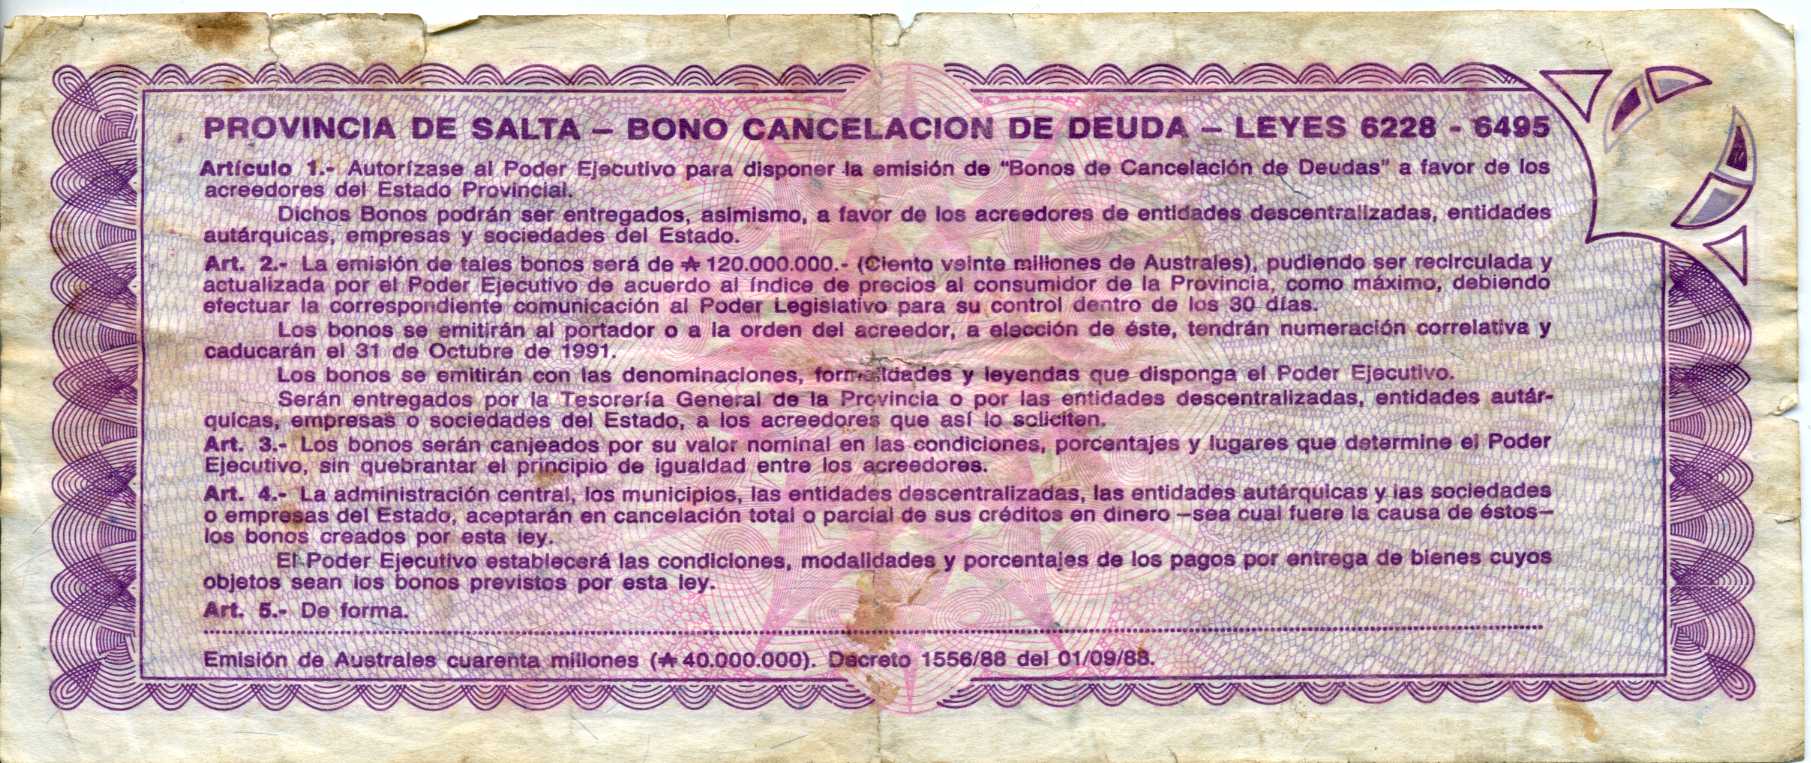 PROVINCIA DE SALTA – BONO CANCELACION DE DEUDA – LEYES 6228 - 6495
Artículo 1.- Autorízase al Poder Ejecutivo para disponer la emisión de "Bonos de Cancelación de Deudas" a favor de los
acreedores del Estado Provincial.
Dichos Bonos podrán ser entregados, asimismo, a favor de los acreedores de entidades descentralizadas, entidades
autárquicas, empresas y sociedades del Estado.
Art. 2.- La emisión de tales bonos será de ₳ 120.000.000.- (Ciento veinte millones de Australes), pudiendo ser recirculada y
actualizada por el Poder Ejecutivo de acuerdo al índice de precios al consumidor de la Provincia, como máximo, debiendo
efectuar la correspondiente comunicación al Poder Legislativo para su control dentro de los 30 días.
Los bonos se emitirán al portador o a la orden del acreedor, a elección de éste, tendrán numeración correlativa y
caducarán el 31 de Octubre de 1991.
Los bonos se emitirán con las denominaciones, formalidades y leyendas que disponga el Poder Ejecutivo.
Serán entregados por la Tesorería General de la Provincia o por las entidades descentralizadas, entidades autár-
quicas, empresas o sociedades del Estado, a los acreedores que así lo soliciten.
Art. 3.- Los bonos serán canjeados por su valor nominal en las condiciones, porcentajes y lugares que determine el Poder
Ejecutivo, sin quebrantar el principio de igualdad entre los acreedores.
Art. 4.- La administración central, los municipios, las entidades descentralizadas, las entidades autárquicas y las sociedades
o empresas del Estado, aceptarán en cancelación total o parcial de sus créditos en dinero –sea cual fuere la causa de éstos–
los bonos creados por esta ley.
El Poder Ejecutivo establecerá las condiciones, modalidades y porcentajes de los pagos por entrega de bienes cuyos
objetos sean los bonos previstos por esta ley.
Art. 5.- De forma.
Emisión de Australes cuarenta millones (₳ 40.000.000). Decreto 1556/88 del 01/09/88.